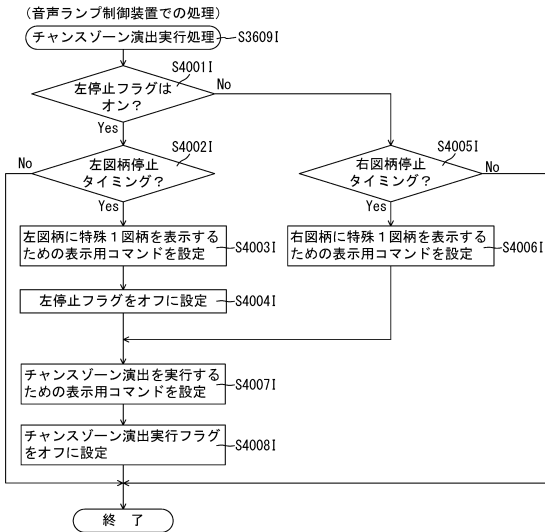 (音声ランプ制御装置での処理)
チャンスゾーン演出実行処理
S3609I
S4001I
左停止フラグは
オン?
No
Yes
S4002I
左図柄停止
タイミング?
No
Yes
S4005I
右図柄停止
タイミング?
No
Yes
左図柄に特殊1図柄を表示する
ための表示用コマンドを設定
S4003I
右図柄に特殊1図柄を表示する
ための表示用コマンドを設定
S4006I
左停止フラグをオフに設定
S4004I
チャンスゾーン演出を実行する
ための表示用コマンドを設定
S4007I
チャンスゾーン演出実行フラグ
をオフに設定
S4008I
終 了